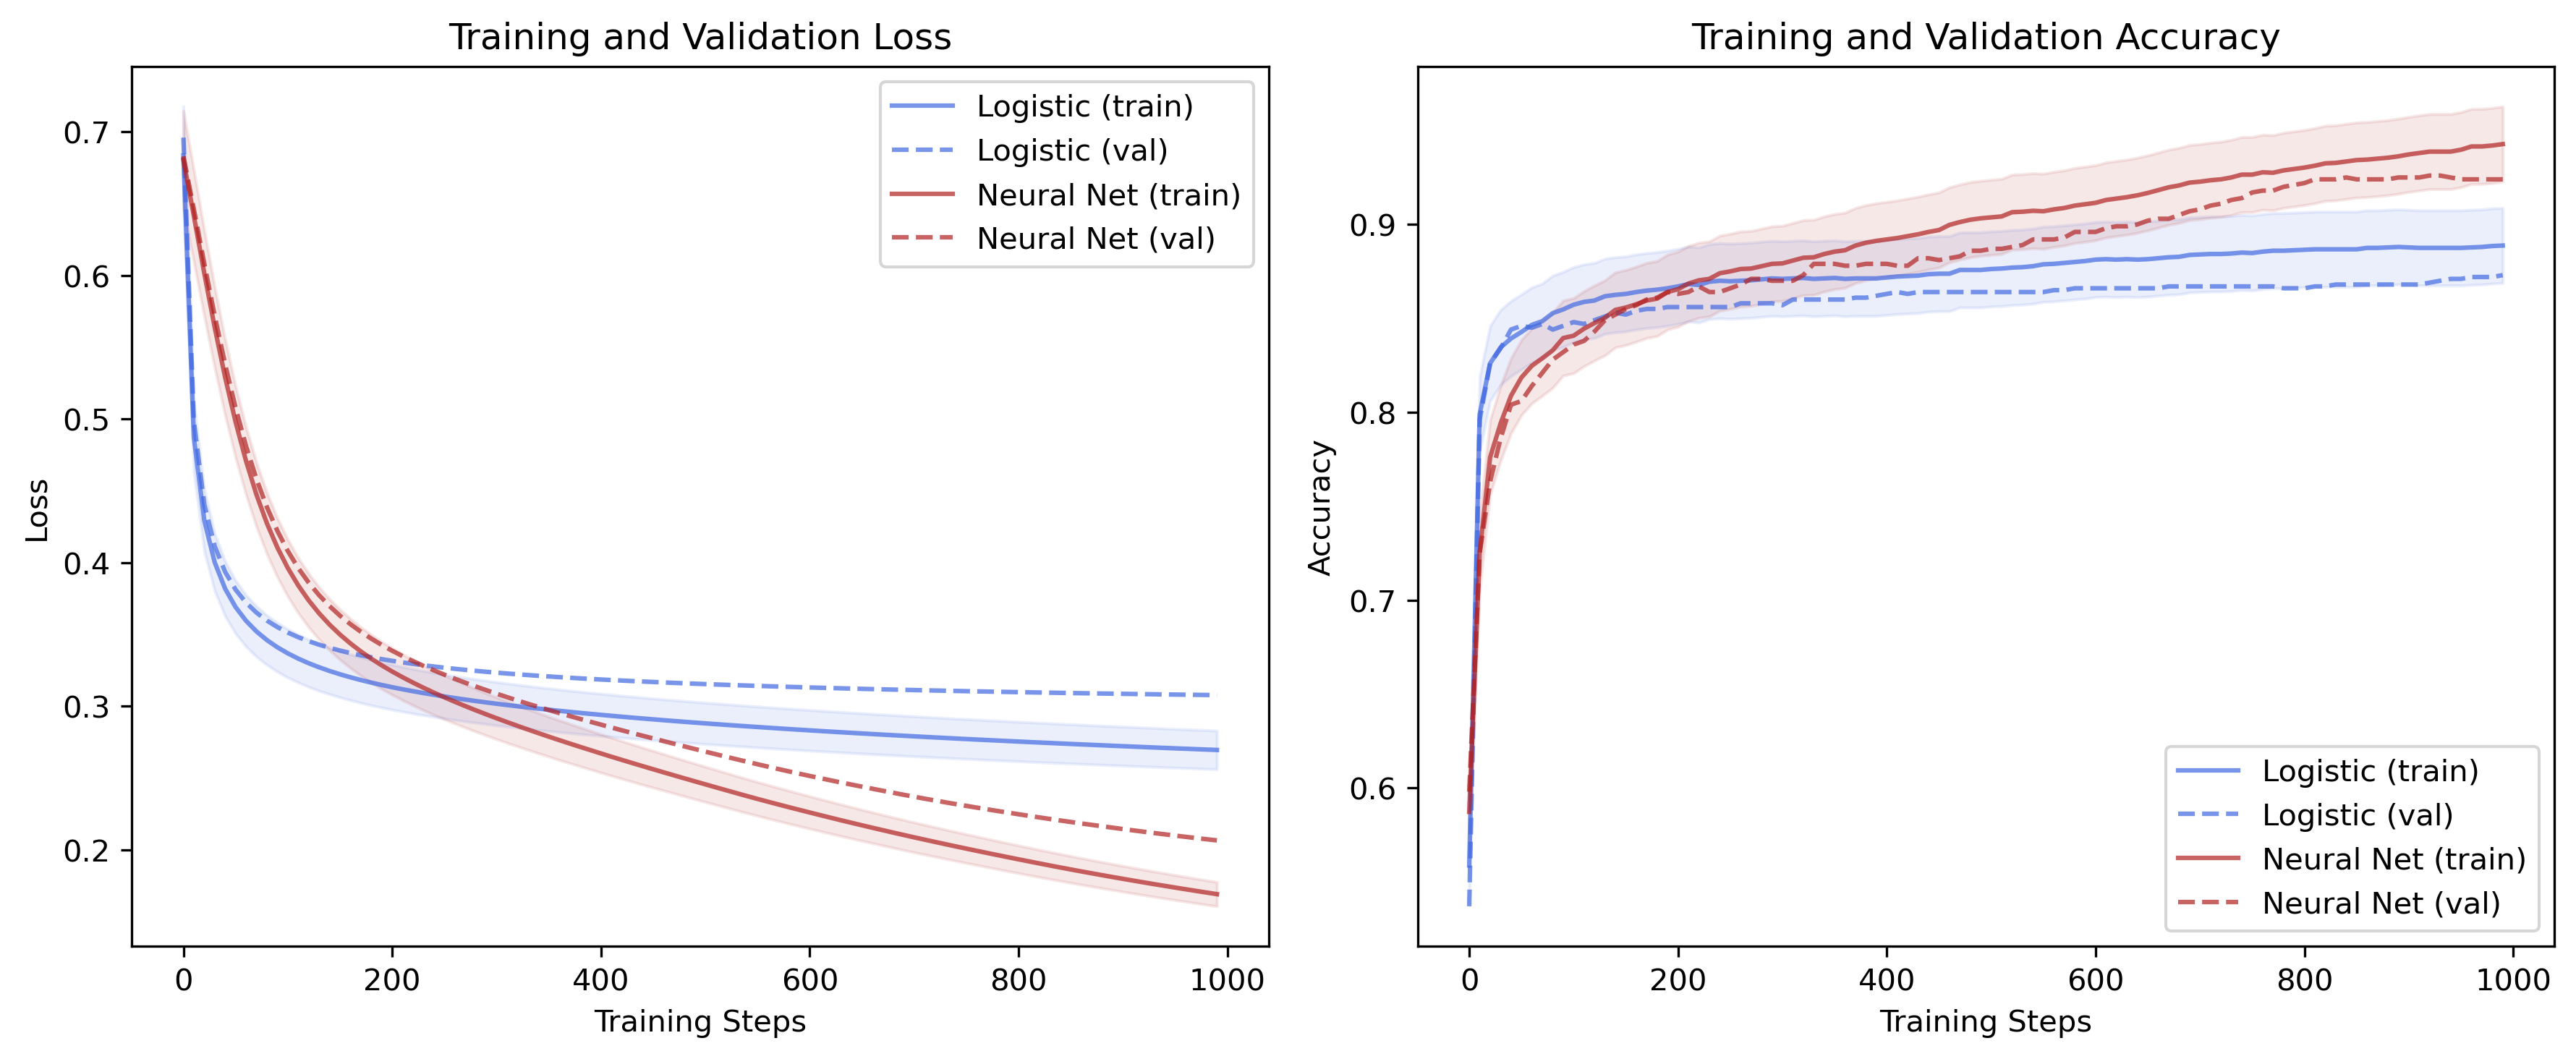 Training and Validation Loss
Loss
0.7
0.6
0.5
0.4
0.3
0.2
0
200
400
600
800
1000
Training Steps
Logistic (train)
Logistic (val)
Neural Net (train)
Neural Net (val)
Training and Validation Accuracy
Accuracy
0.9
0.8
0.7
0.6
0
200
400
600
800
1000
Training Steps
Logistic (train)
Logistic (val)
Neural Net (train)
Neural Net (val)